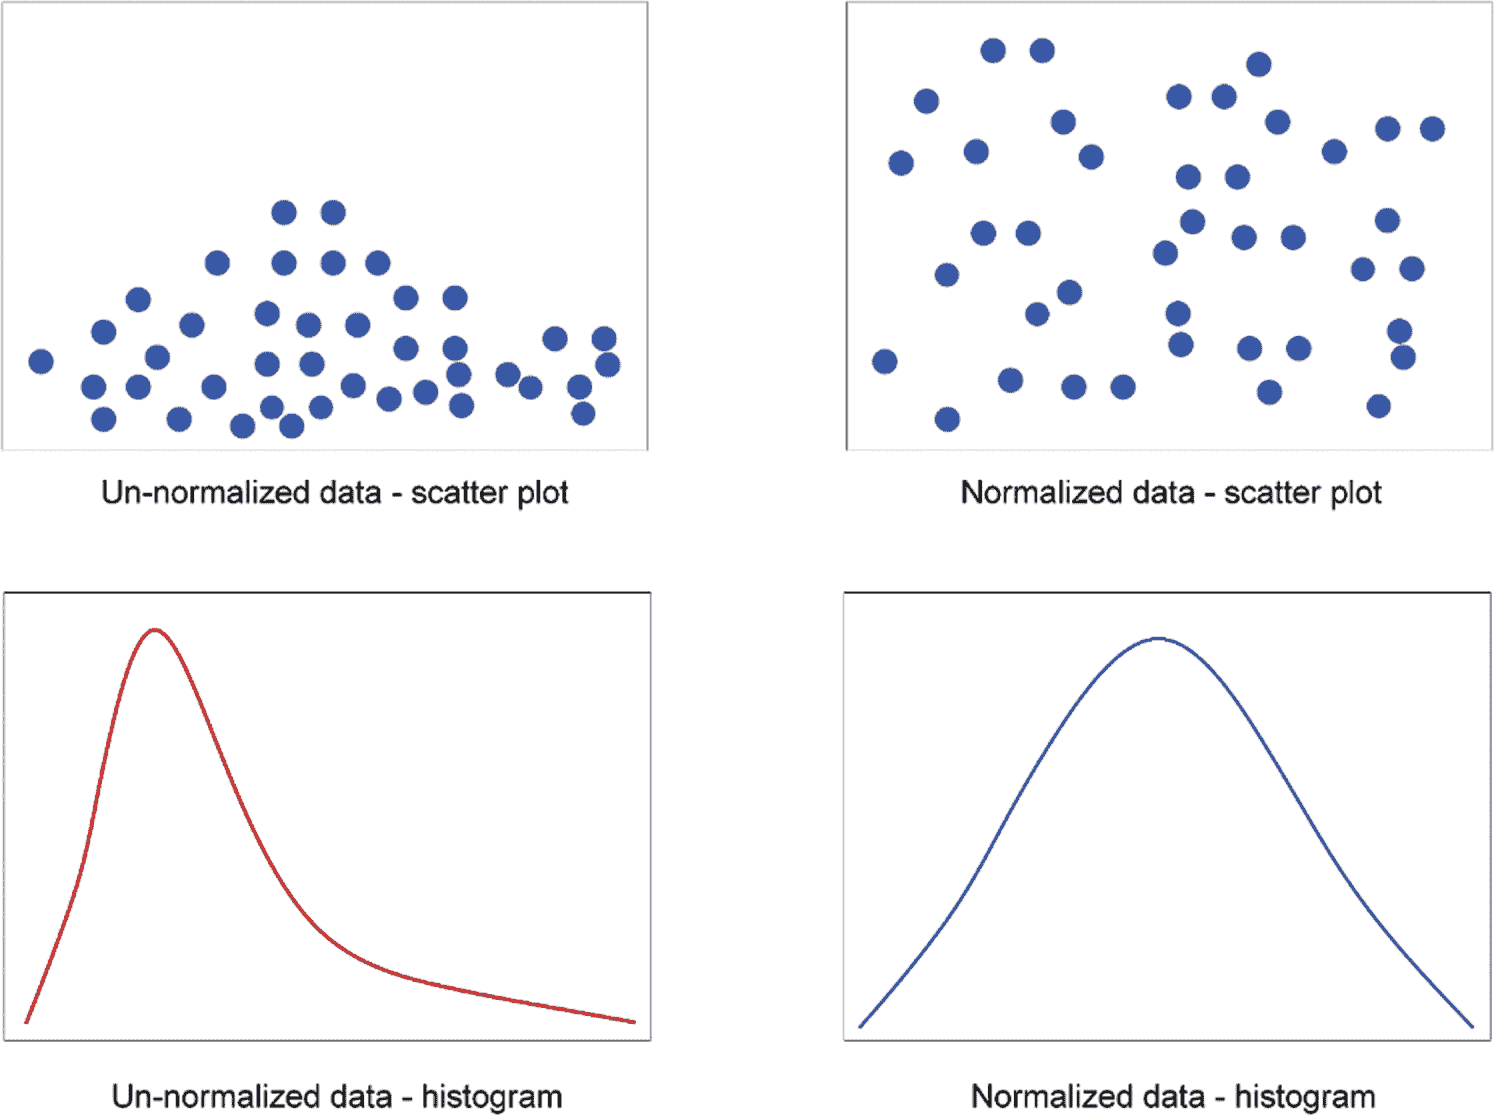 Un-normalized data - scatter plot
Normalized data - scatter plot
Un-normalized data - histogram
Normalized data - histogram